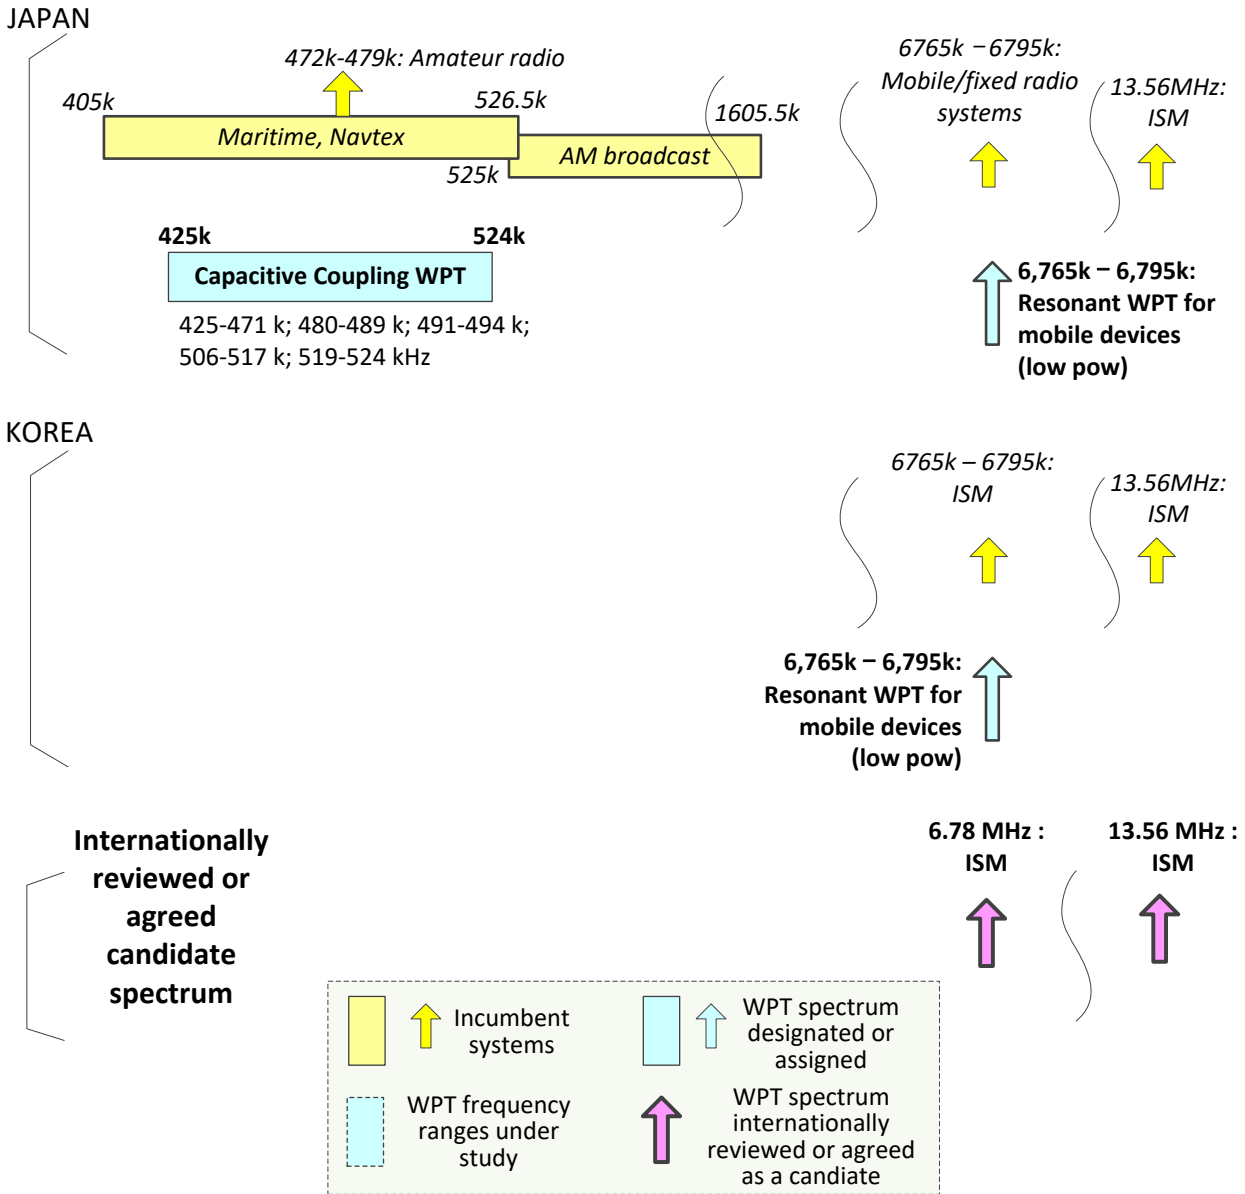 JAPAN
472k-479k: Amateur radio
6765k – 6795k:
Mobile/fixed radio
systems
13.56MHz:
ISM
405k
526.5k
1605.5k
Maritime, Navtex
AM broadcast
525k
425k
524k
Capacitive Coupling WPT
425-471 k; 480-489 k; 491-494 k;
506-517 k; 519-524 kHz
6,765k – 6,795k:
Resonant WPT for
mobile devices
(low pow)
KOREA
6765k – 6795k:
ISM
13.56MHz:
ISM
6,765k – 6,795k:
Resonant WPT for
mobile devices
(low pow)
Internationally
reviewed or
agreed
candidate
spectrum
6.78 MHz :
ISM
13.56 MHz :
ISM
Incumbent
systems
WPT spectrum
designated or
assigned
WPT frequency
ranges under
study
WPT spectrum
internationally
reviewed or agreed
as a candiate